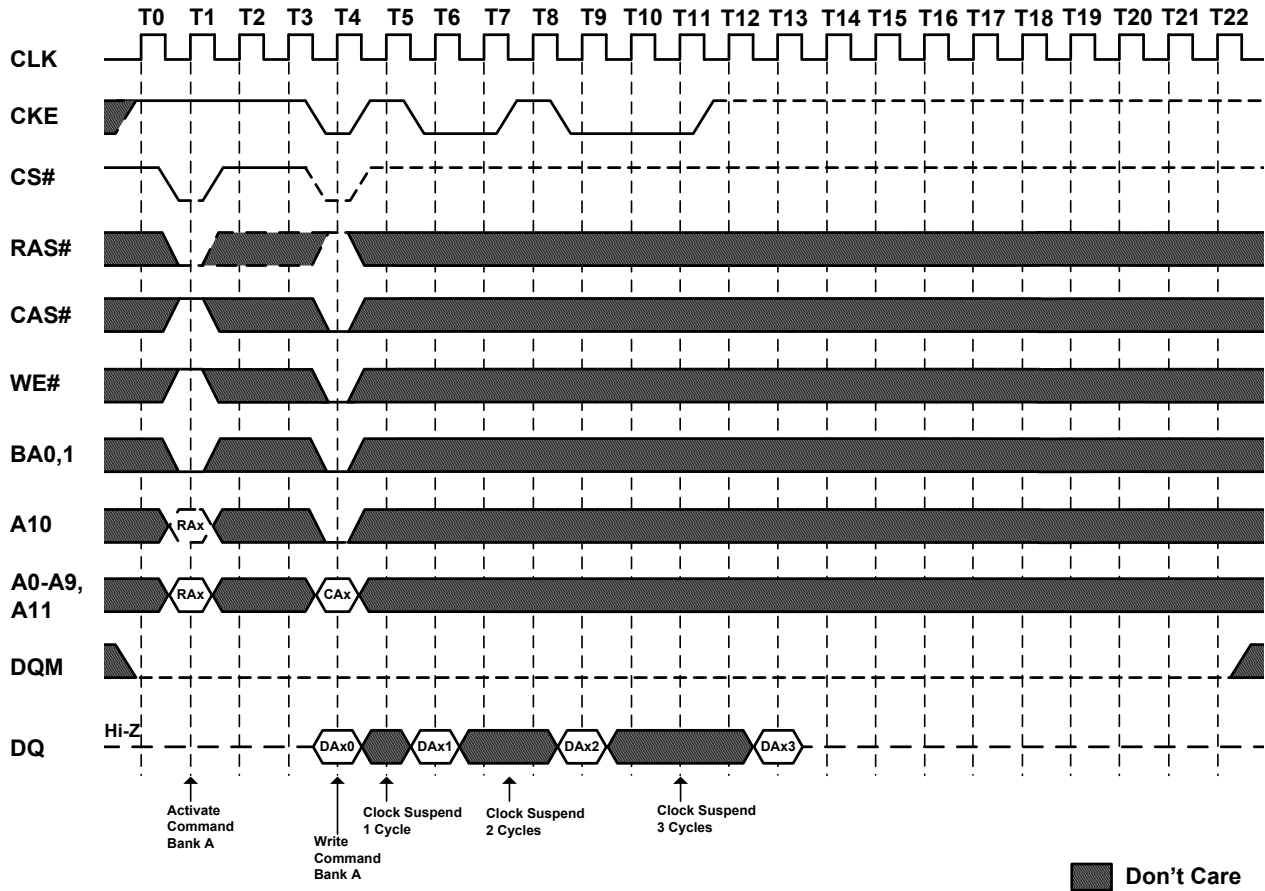 T0 T1 T2 T3 T4 T5 T6 T7 T8 T9 T10 T11 T12 T13 T14 T15 T16 T17 T18 T19 T20 T21 T22
CLK
CKE
CS#
RAS#
CAS#
WE#
BA0,1
A10
RAx
A0-A9,
A11
RAx CAx
DQM
Hi-Z
DQ
DAx0 DAx1 DAx2 DAx3
Activate
Command
Bank A
Write
Command
Bank A
Clock Suspend
1 Cycle
Clock Suspend
2 Cycles
Clock Suspend
3 Cycles
Don't Care